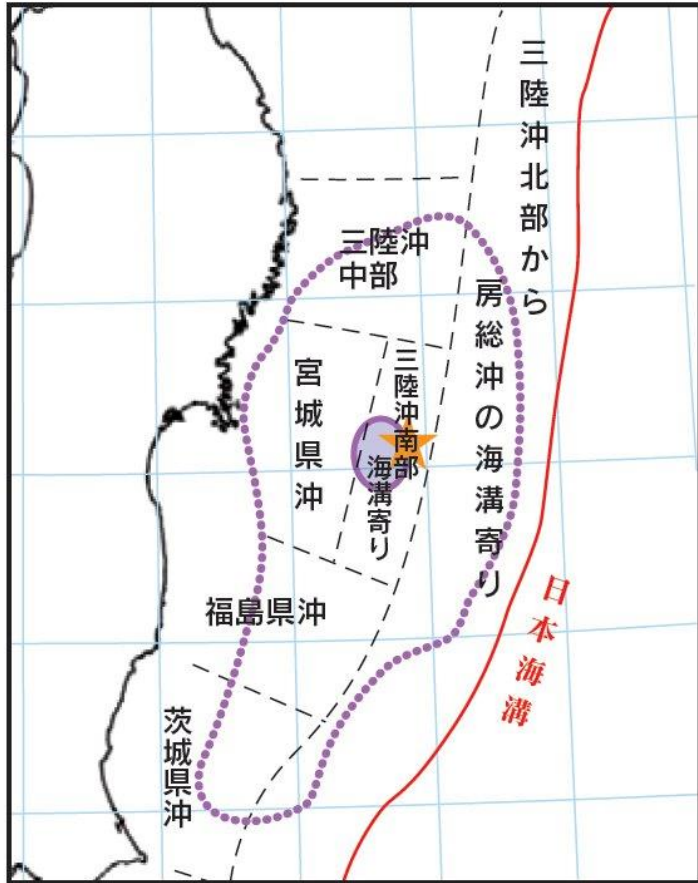 三陸沖北部から
房総沖の海溝寄り
三陸沖
中部
宮城県沖
三陸沖南部
海溝寄り
福島県沖
茨城県沖
日本海溝